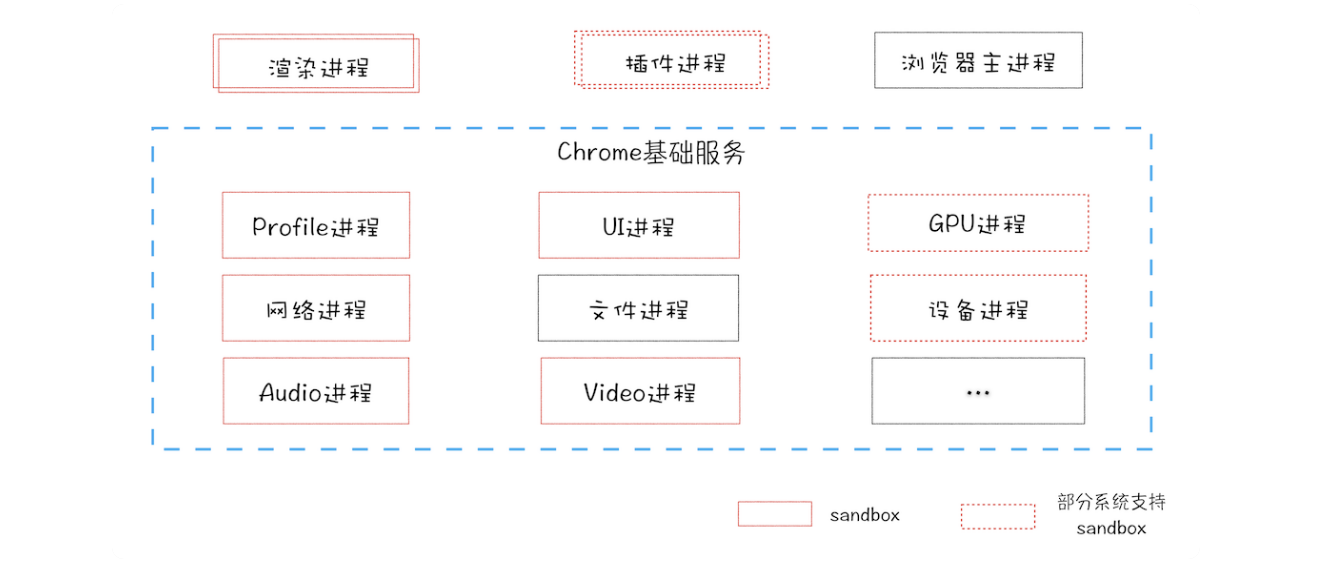 渲染进程
插件进程
浏览器主进程
Chrome基础服务
Profile进程
UI进程
GPU进程
网络进程
文件进程
设备进程
Audio进程
Video进程
...
sandbox
部分系统支持
sandbox